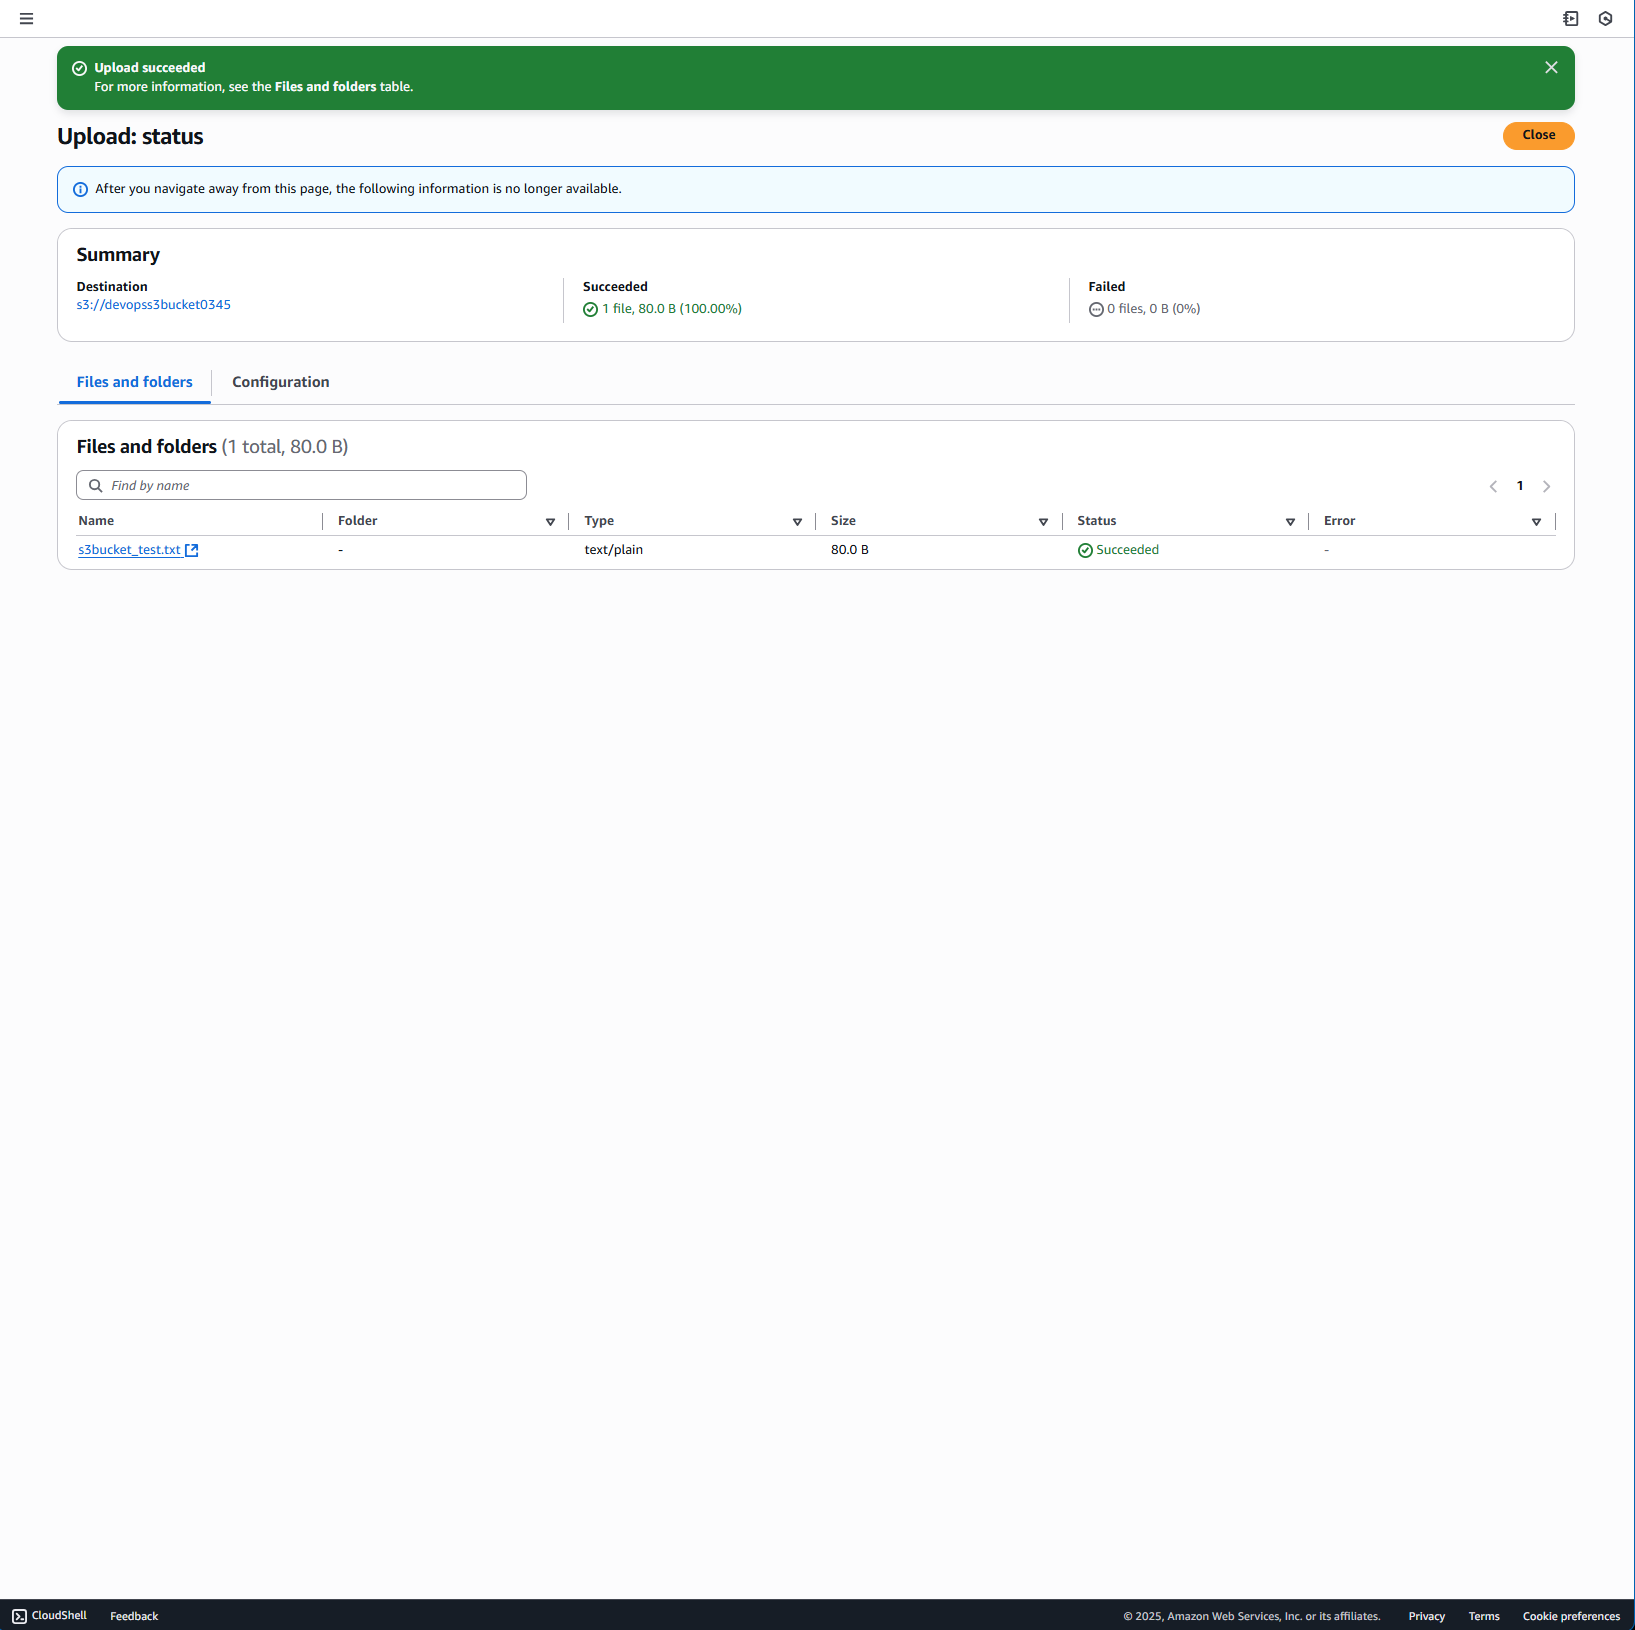 Upload succeeded
For more information, see the Files and folders table.
Upload: status
Close
After you navigate away from this page, the following information is no longer available.
Summary
Destination
s3://devopss3bucket0345
Succeeded
1 file, 80.0 B (100.00%)
Failed
0 files, 0 B (0%)
Files and folders
Configuration
Files and folders (1 total, 80.0 B)
Find by name
1
Name Folder Type Size Status Error
s3bucket_test.txt - text/plain 80.0 B Succeeded -
CloudShell Feedback © 2025, Amazon Web Services, Inc. or its affiliates. Privacy Terms Cookie preferences